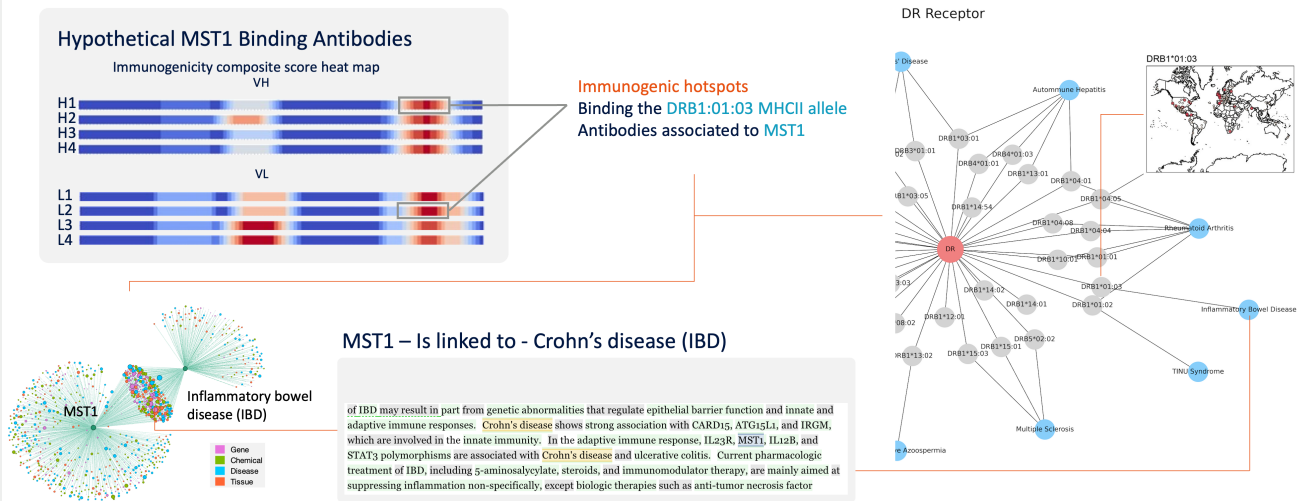 Hypothetical MST1 Binding Antibodies
Immunogenicity composite score heat map
VH
H1
H2
H3
H4
VL
L1
L2
L3
L4
Immunogenic hotspots
Binding the DRB1:01:03 MHCII allele
Antibodies associated to MST1
DR Receptor
DRB1*01:03
s' Disease
Autommune Hepatitis
DRB1*03:01
DRB3*01:01
02
DRB4*01:03
DRB4*01:01
DRB1*13:01
DRB1*04:01
B1*03:05
DRB1*04:05
DRB1*14:54
DRB1*04:08
DRB1*04:04
Rheumatoid Arthritis
DR
DRB1*10:01
DRB1*01:01
3:03
DRB1*01:03
DRB1*14:02
DRB1*14:01
DRB1*01:02
Inflammatory Bowel Disease
08:02
DRB1*12:01
DRB5*02:02
DRB1*15:01
DRB1*15:03
RB1*13:02
TINU Syndrome
Multiple Sclerosis
e Azoospermia
MST1
Inflammatory bowel
disease (IBD)
Gene
Chemical
Disease
Tissue
MST1 – Is linked to - Crohn’s disease (IBD)
of IBD may result in part from genetic abnormalities that regulate epithelial barrier function and innate and
adaptive immune responses. Crohn's disease shows strong association with CARD15, ATG15L1, and IRGM,
which are involved in the innate immunity. In the adaptive immune response, IL23R, MST1, IL12B, and
STAT3 polymorphisms are associated with Crohn's disease and ulcerative colitis. Current pharmacologic
treatment of IBD, including 5-aminosalycylate, steroids, and immunomodulator therapy, are mainly aimed at
suppressing inflammation non-specifically, except biologic therapies such as anti-tumor necrosis factor